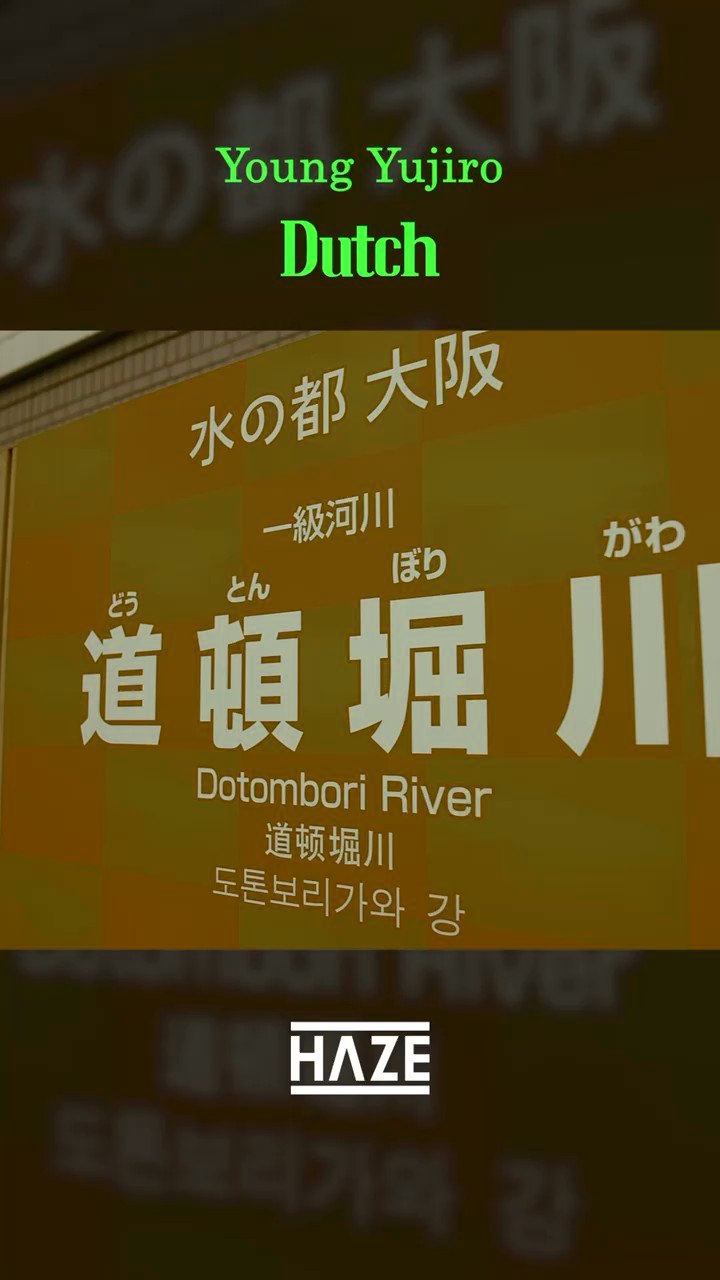 Young Yujiro
Dutch
水の都 大阪
一級河川
どう とん ぼり がわ
道頓堀川
Dotombori River
道顿堀川
도톤보리가와 강
HAZE